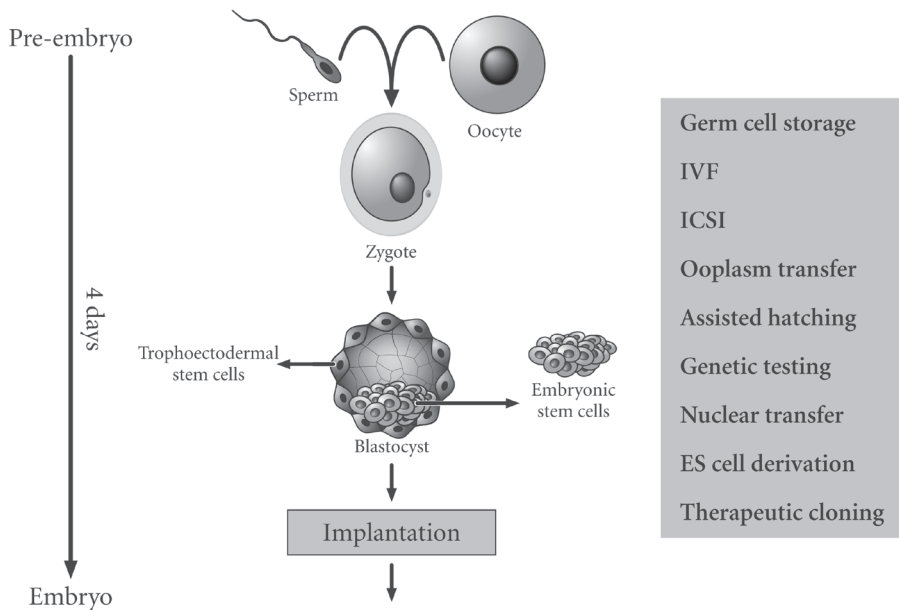 Pre-embryo
Sperm
Oocyte
Zygote
4 days
Trophoectodermal
stem cells
Embryonic
stem cells
Blastocyst
Implantation
Embryo
Germ cell storage
IVF
ICSI
Ooplasm transfer
Assisted hatching
Genetic testing
Nuclear transfer
ES cell derivation
Therapeutic cloning